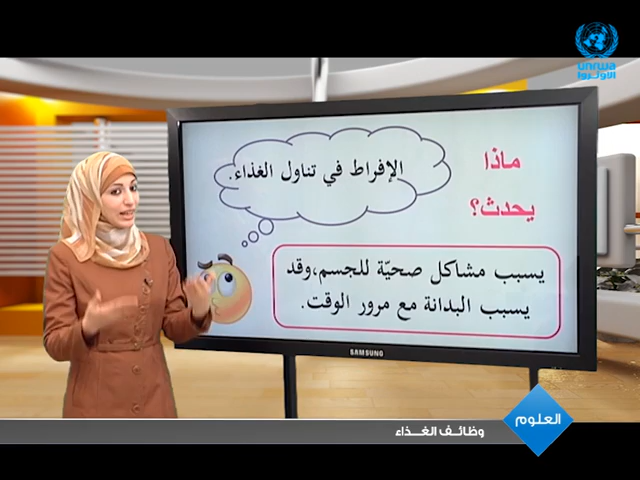 unrwa
الأونروا
ماذا
يحدث؟
الإفراط في تناول الغذاء.
يسبب مشاكل صحيّة للجسم،وقد
يسبب البدانة مع مرور الوقت.
SAMSUNG
العلوم
وظائف الغذاء